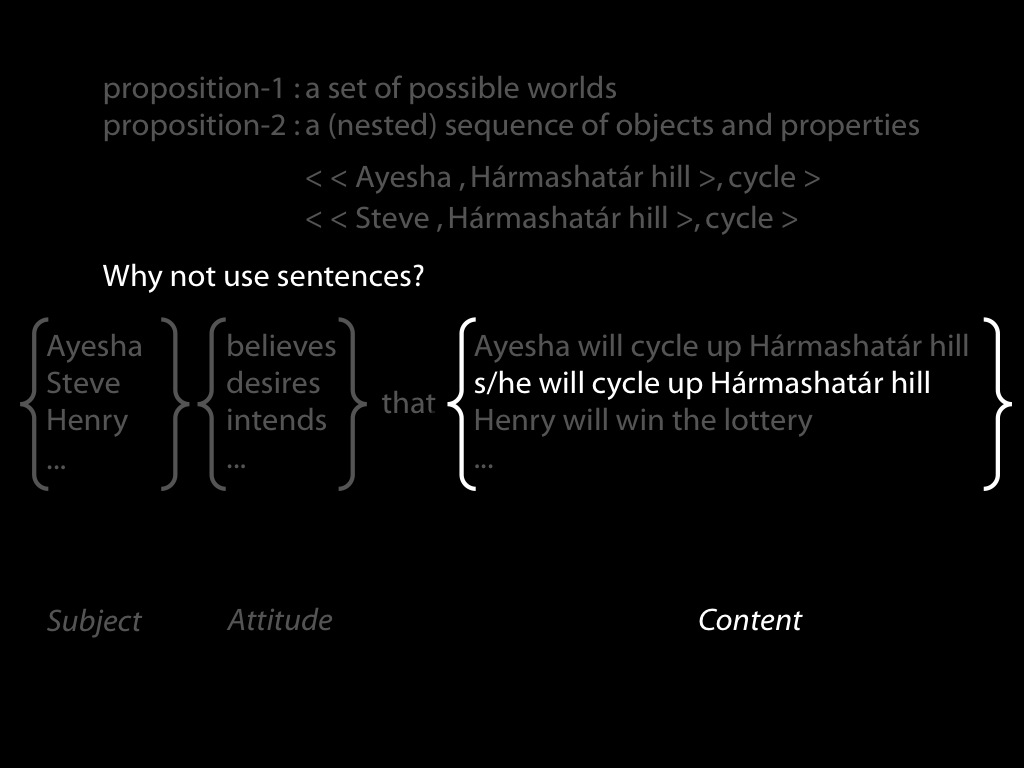 proposition-1 : a set of possible worlds
proposition-2 : a (nested) sequence of objects and properties
< < Ayesha , Hármashatár hill >, cycle >
< < Steve , Hármashatár hill >, cycle >
Why not use sentences?
Ayesha believes Ayesha will cycle up Hármashatár hill
Steve desires s/he will cycle up Hármashatár hill
that
Henry intends Henry will win the lottery
... ... ...
Subject Attitude Content